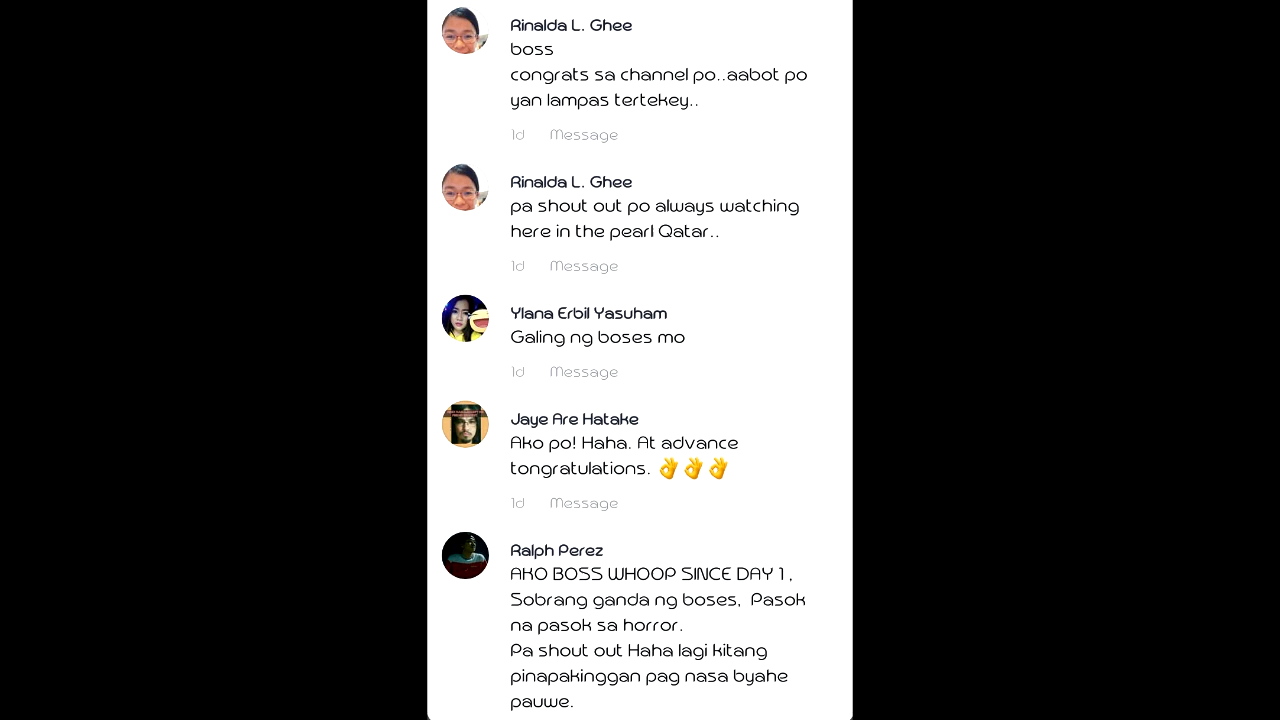 Rinalda L. Ghee
boss
congrats sa channel po..aabot po
yan lampas tertekey..
1d Message
Rinalda L. Ghee
pa shout out po always watching
here in the pearl Qatar..
1d Message
Ylana Erbil Yasuham
Galing ng boses mo
1d Message
Jaye Are Hatake
Ako po! Haha. At advance
tongratulations. 👌👌👌
1d Message
Ralph Perez
AKO BOSS WHOOP SINCE DAY 1 ,
Sobrang ganda ng boses, Pasok
na pasok sa horror.
Pa shout out Haha lagi kitang
pinapakinggan pag nasa byahe
pauwe.